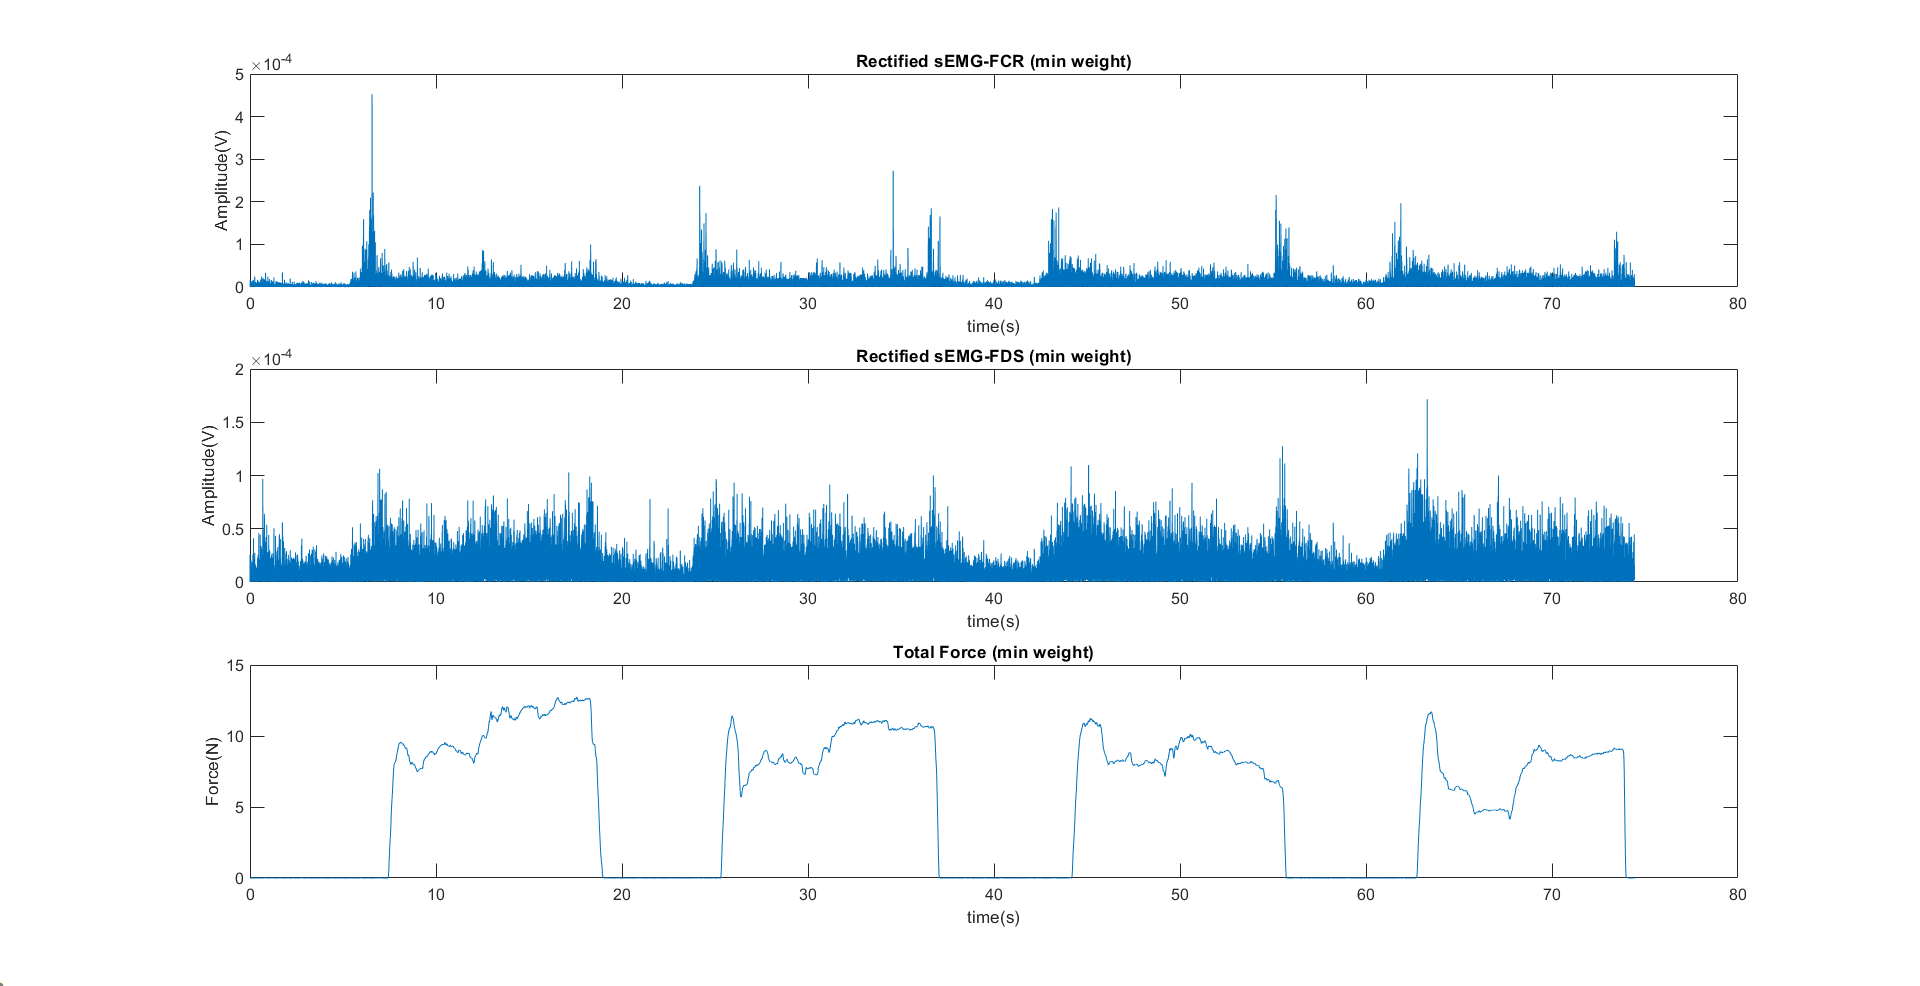 Rectified sEMG-FCR (min weight)
×10-4
5
4
3
2
1
0
Amplitude(V)
0 10 20 30 40 50 60 70 80
time(s)
Rectified sEMG-FDS (min weight)
×10-4
2
1.5
1
0.5
0
Amplitude(V)
0 10 20 30 40 50 60 70 80
time(s)
Total Force (min weight)
15
10
5
0
Force(N)
0 10 20 30 40 50 60 70 80
time(s)